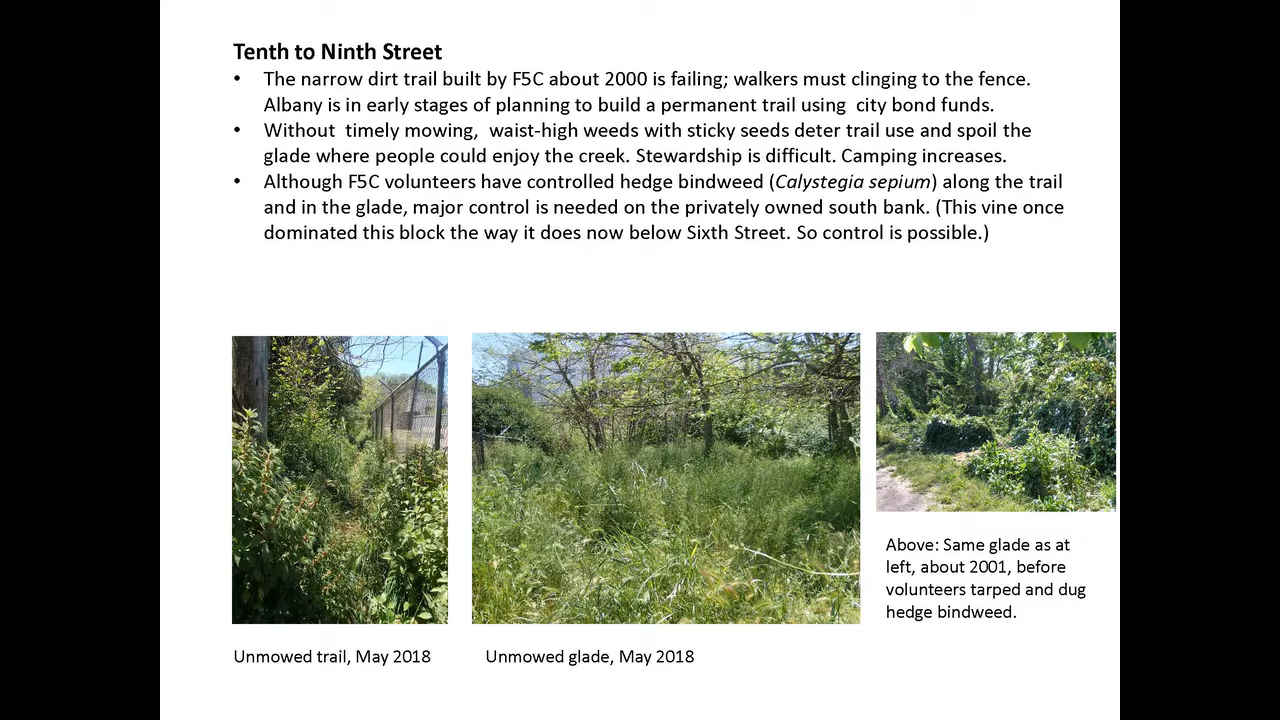 Tenth to Ninth Street
• The narrow dirt trail built by F5C about 2000 is failing; walkers must clinging to the fence.
Albany is in early stages of planning to build a permanent trail using  city bond funds.
• Without  timely mowing,  waist-high weeds with sticky seeds deter trail use and spoil the
glade where people could enjoy the creek. Stewardship is difficult. Camping increases.
• Although F5C volunteers have controlled hedge bindweed (Calystegia sepium) along the trail
and in the glade, major control is needed on the privately owned south bank. (This vine once
dominated this block the way it does now below Sixth Street. So control is possible.)
Above: Same glade as at
left, about 2001, before
volunteers tarped and dug
hedge bindweed.
Unmowed trail, May 2018
Unmowed glade, May 2018